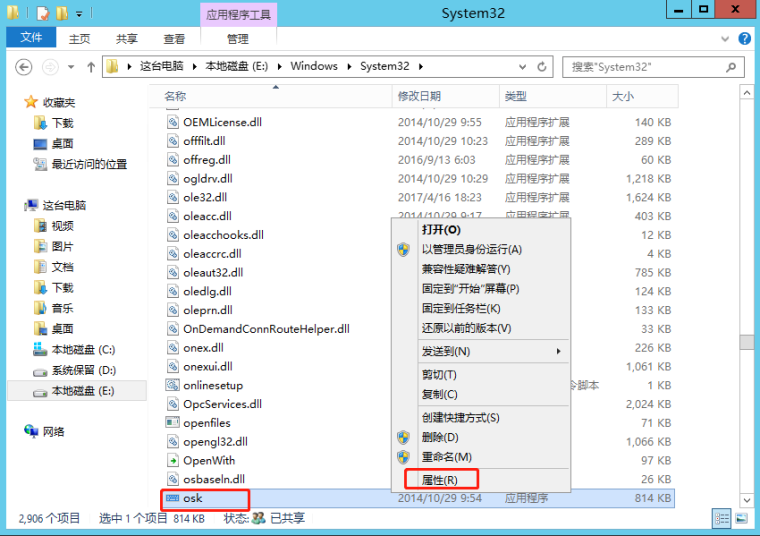 应用程序工具 System32
文件 主页 共享 查看 管理
这台电脑 本地磁盘 (E:) Windows System32 搜索"System32"
名称 修改日期 类型 大小
收藏夹
下载
桌面
最近访问的位置
这台电脑
视频
图片
文档
下载
音乐
桌面
本地磁盘 (C:)
系统保留 (D:)
本地磁盘 (E:)
网络
OEMLicense.dll 2014/10/29 9:55 应用程序扩展 140 KB
offfilt.dll 2014/10/29 10:23 应用程序扩展 289 KB
offreg.dll 2016/9/13 6:03 应用程序扩展 60 KB
ogldrv.dll 2014/10/29 10:29 应用程序扩展 1,218 KB
ole32.dll 2017/4/16 18:23 应用程序扩展 1,624 KB
oleacc.dll 2014/10/29 9:17 应用程序扩展 403 KB
oleacchooks.dll 12 KB
oleaccrc.dll 4 KB
oleaut32.dll 785 KB
oledlg.dll 124 KB
oleprn.dll 133 KB
OnDemandConnRouteHelper.dll 33 KB
onex.dll 226 KB
onexui.dll 1,061 KB
onlinesetup 令脚本 1 KB
OpcServices.dll 2,024 KB
openfiles 71 KB
opengl32.dll 1,066 KB
OpenWith 97 KB
osbaseln.dll 26 KB
osk 2014/10/29 9:54 应用程序 814 KB
打开(O)
以管理员身份运行(A)
兼容性疑难解答(Y)
固定到"开始"屏幕(P)
固定到任务栏(K)
还原以前的版本(V)
发送到(N)
剪切(T)
复制(C)
创建快捷方式(S)
删除(D)
重命名(M)
属性(R)
2,906 个项目 选中 1 个项目 814 KB 状态: 已共享